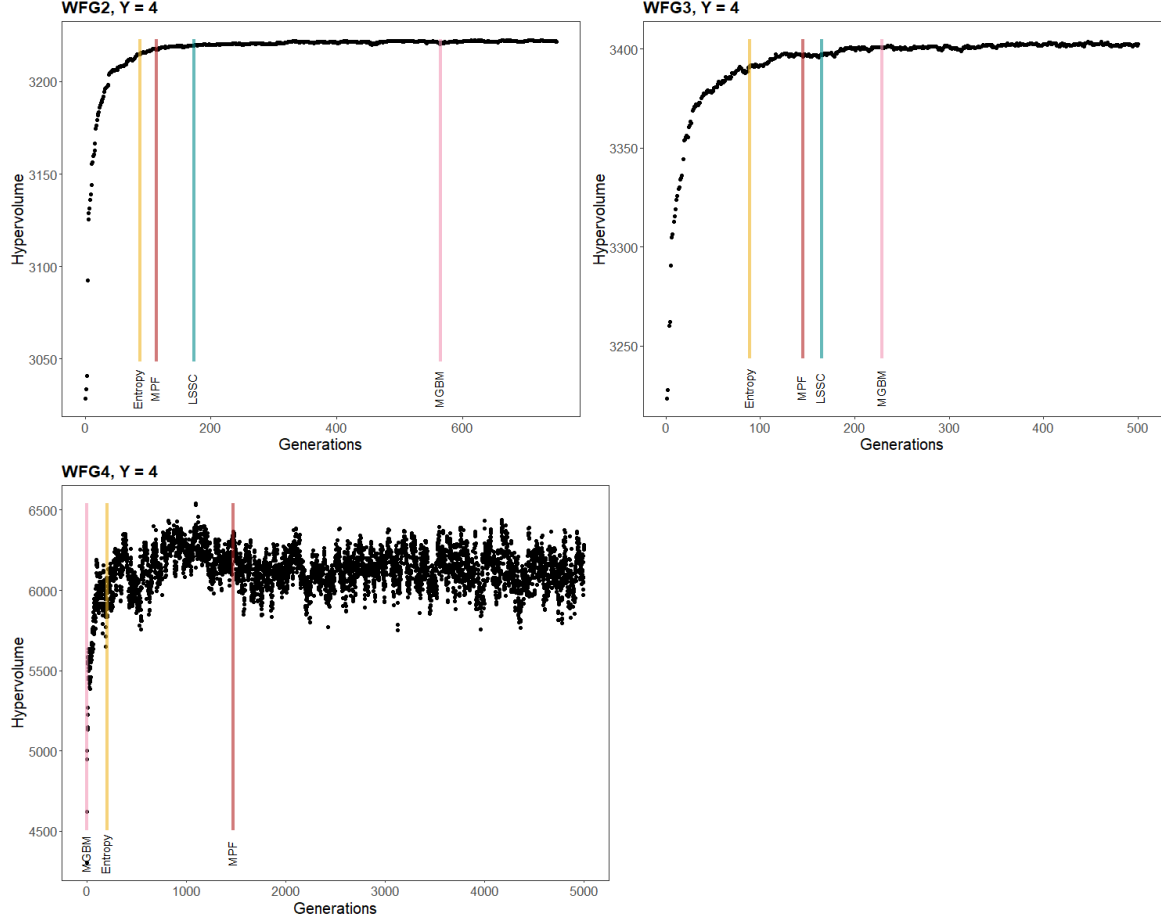 WFG2, Y = 4
3200
3150
3100
3050
Hypervolume
Entropy
MPF
LSSC
MGBM
0
200
400
600
Generations
WFG3, Y = 4
3400
3350
3300
3250
Hypervolume
Entropy
MPF
LSSC
MGBM
0
100
200
300
400
500
Generations
WFG4, Y = 4
6500
6000
5500
5000
4500
Hypervolume
MGBM
Entropy
MPF
0
1000
2000
3000
4000
5000
Generations